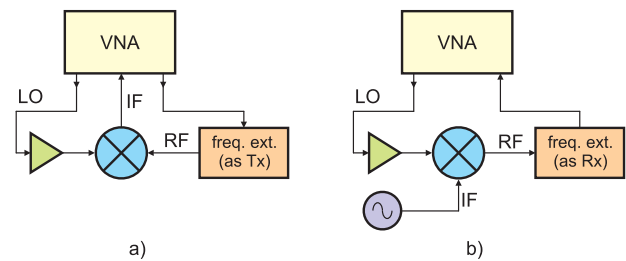 VNA
LO
IF
RF
freq. ext.
(as Tx)
a)
VNA
LO
RF
freq. ext.
(as Rx)
IF
b)